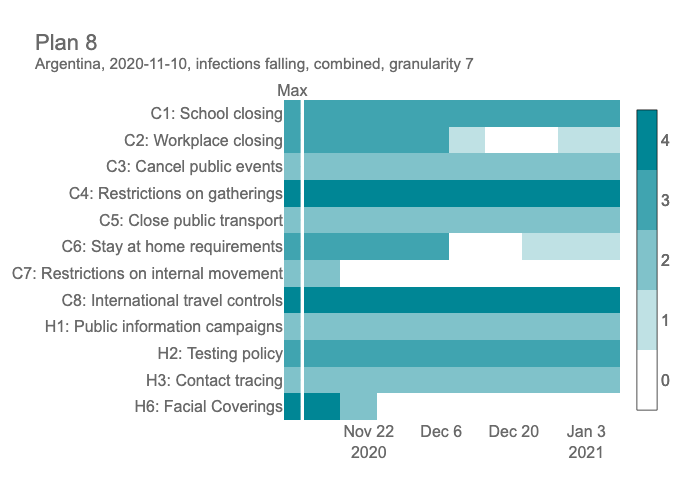 Plan 8
Argentina, 2020-11-10, infections falling, combined, granularity 7
Max
C1: School closing
C2: Workplace closing
C3: Cancel public events
C4: Restrictions on gatherings
C5: Close public transport
C6: Stay at home requirements
C7: Restrictions on internal movement
C8: International travel controls
H1: Public information campaigns
H2: Testing policy
H3: Contact tracing
H6: Facial Coverings
Nov 22 Dec 6 Dec 20 Jan 3
2020 2021
4
3
2
1
0